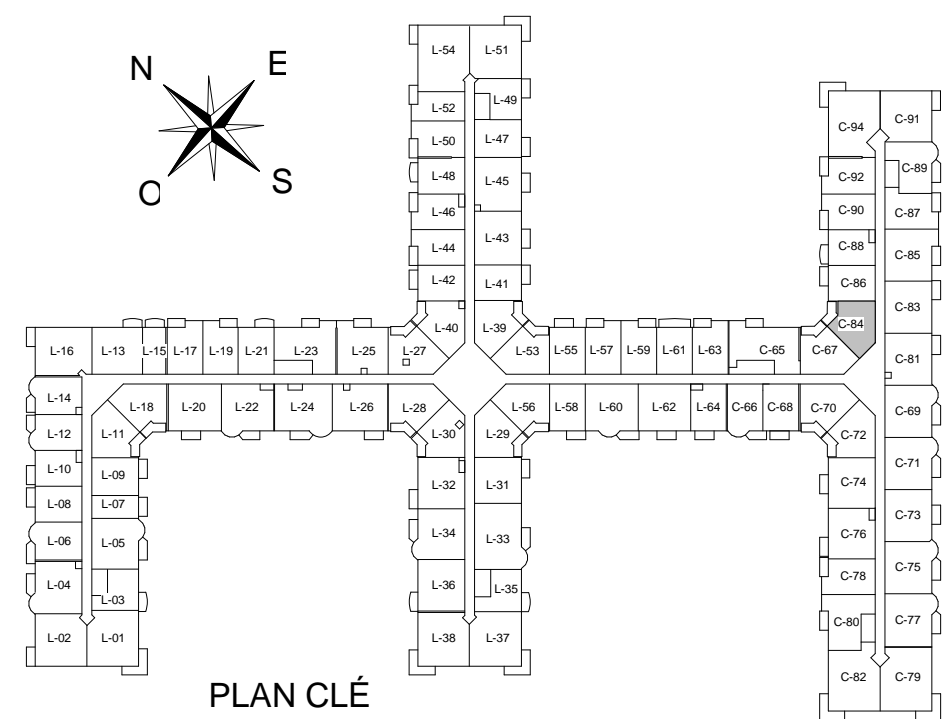 N E
O S
L-54 L-51
L-52 L-49
L-50 L-47
L-48 L-45
L-46
L-44 L-43
L-42 L-41
L-40 L-39
C-94 C-91
C-92 C-89
C-90 C-87
C-88 C-85
C-86 C-83
C-84
C-81
L-16 L-13 L-15 L-17 L-19 L-21 L-23 L-25 L-27 L-53 L-55 L-57 L-59 L-61 L-63 C-65 C-67
L-14 L-18 L-20 L-22 L-24 L-26 L-28 L-56 L-58 L-60 L-62 L-64 C-66 C-68 C-70 C-69
L-12 L-11 L-30 L-29 C-72
L-10 L-09 L-32 L-31 C-74 C-71
L-08 L-07 C-73
L-06 L-05 L-34 L-33 C-76 C-75
L-04 L-03 L-36 L-35 C-78 C-77
L-02 L-01 L-38 L-37 C-80
C-82 C-79
PLAN CLÉ